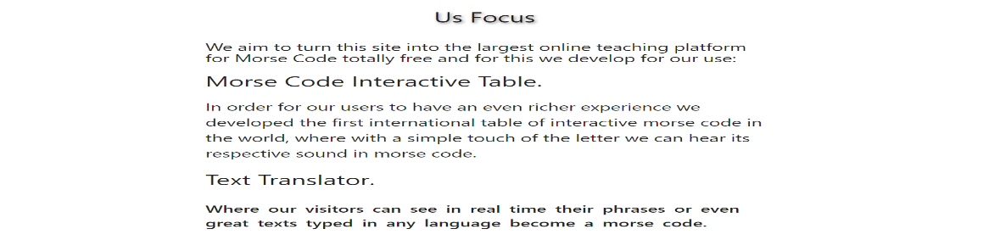 Us Focus
We aim to turn this site into the largest online teaching platform
for Morse Code totally free and for this we develop for our use:
Morse Code Interactive Table.
In order for our users to have an even richer experience we
developed the first international table of interactive morse code in
the world, where with a simple touch of the letter we can hear its
respective sound in morse code.
Text Translator.
Where our visitors can see in real time their phrases or even
great texts typed in any language become a morse code.